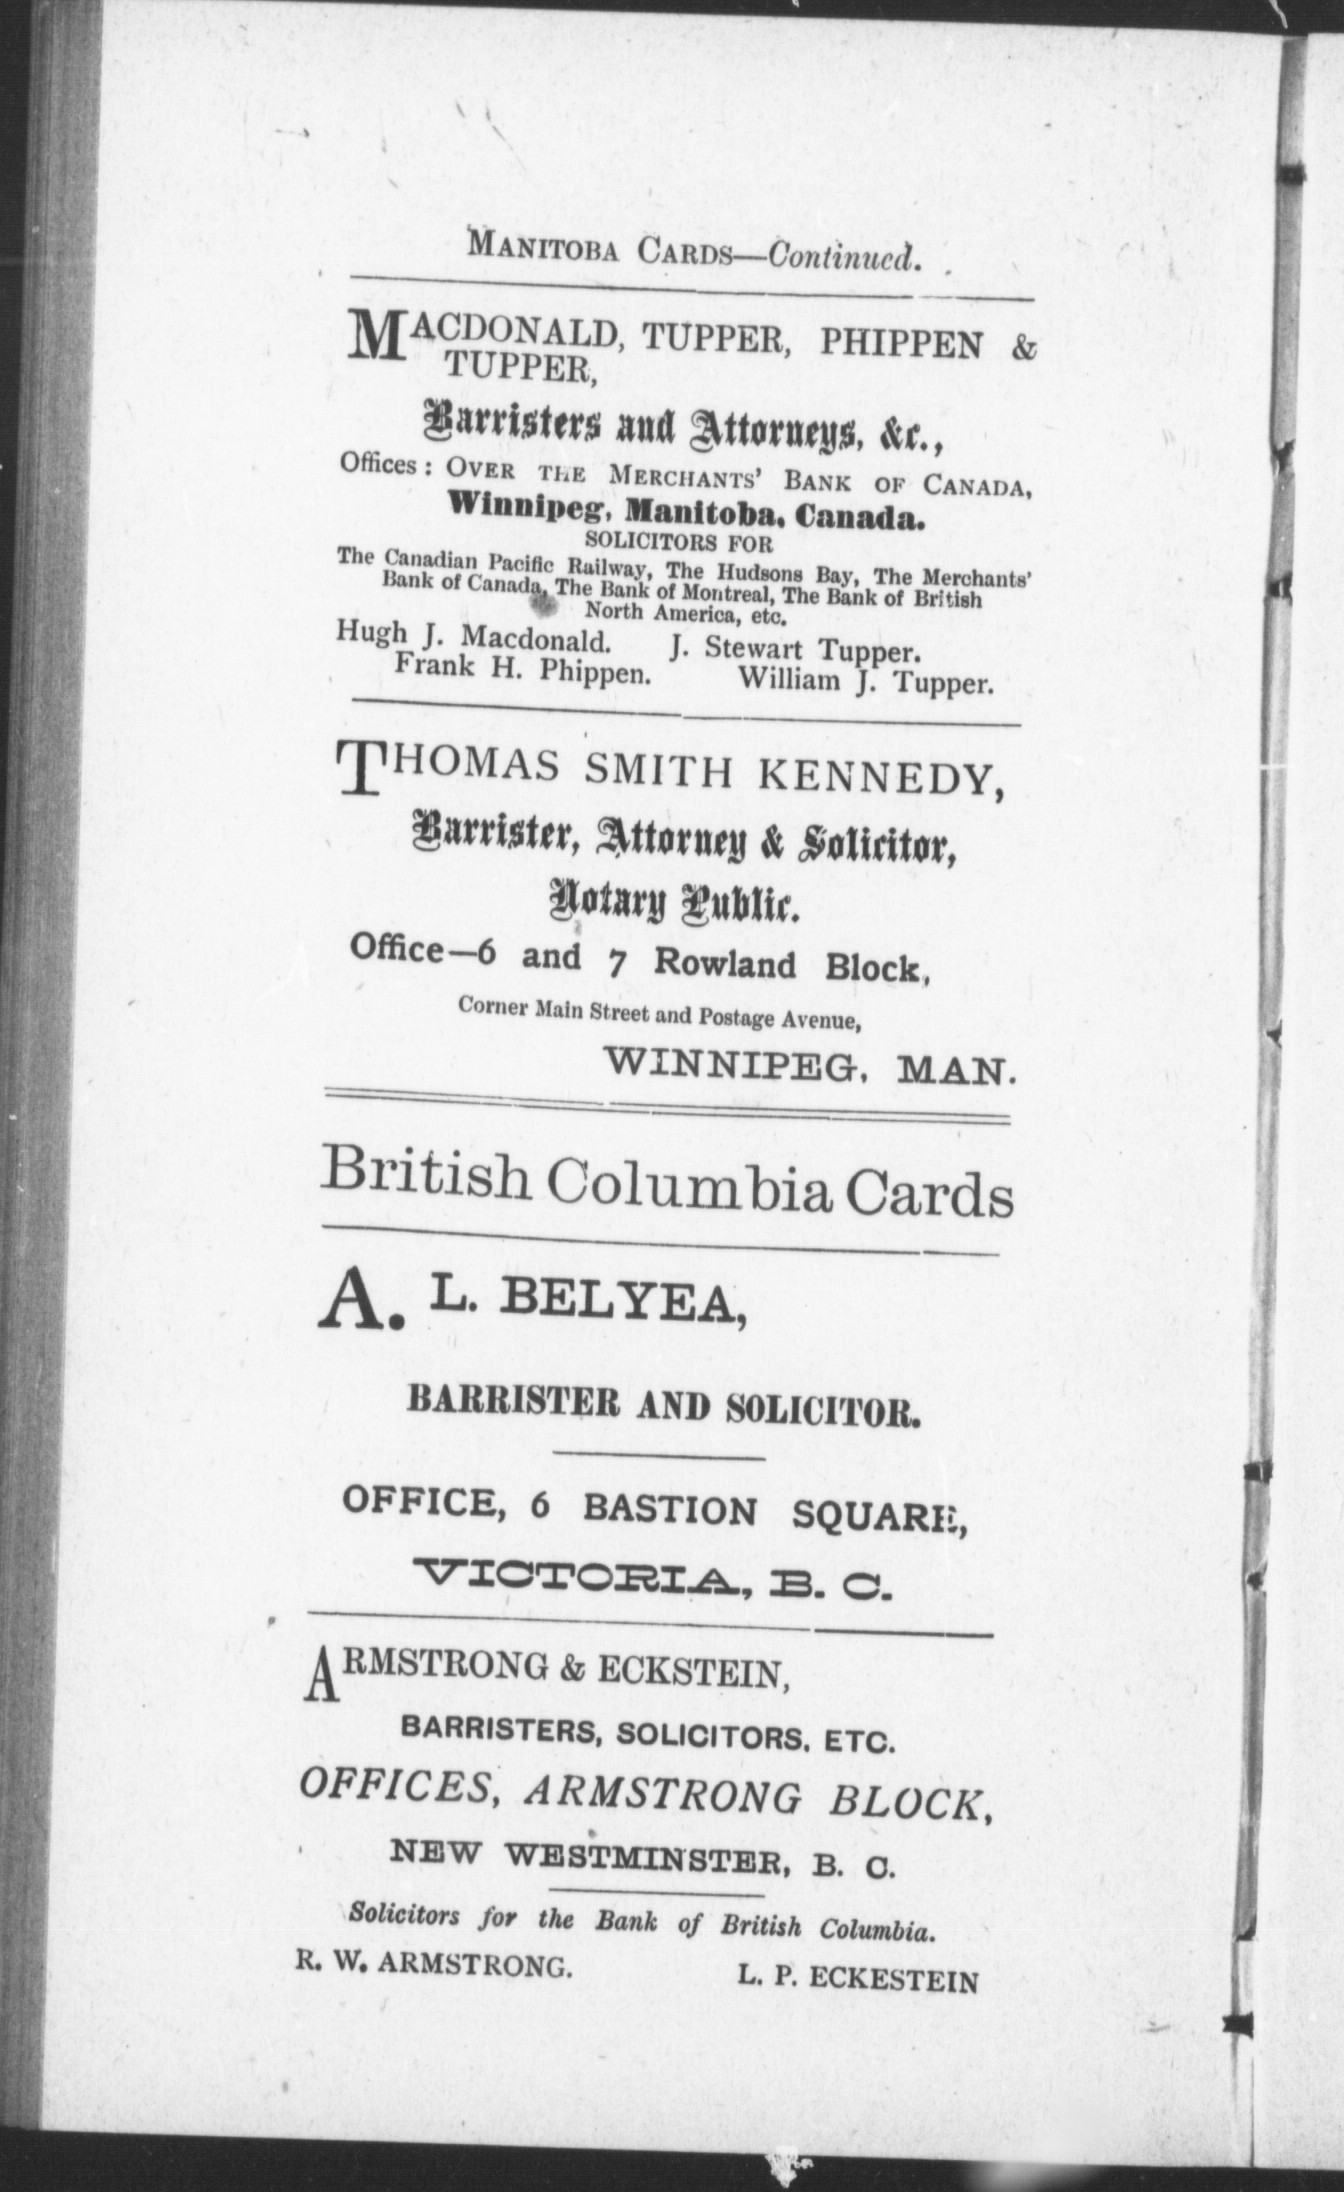 MANITOBA CARDS—Continued.
MACDONALD, TUPPER, PHIPPEN &
TUPPER,
Barristers and Attorneys, &c.,
Offices: OVER THE MERCHANTS' BANK OF CANADA,
Winnipeg, Manitoba, Canada.
SOLICITORS FOR
The Canadian Pacific Railway, The Hudsons Bay, The Merchants'
Bank of Canada, The Bank of Montreal, The Bank of British
North America, etc.
Hugh J. Macdonald. J. Stewart Tupper.
Frank H. Phippen. William J. Tupper.
THOMAS SMITH KENNEDY,
Barrister, Attorney & Solicitor,
Notary Public.
Office—6 and 7 Rowland Block,
Corner Main Street and Postage Avenue,
WINNIPEG, MAN.
British Columbia Cards
A. L. BELYEA,
BARRISTER AND SOLICITOR.
OFFICE, 6 BASTION SQUARE,
VICTORIA, B. C.
ARMSTRONG & ECKSTEIN,
BARRISTERS, SOLICITORS, ETC.
OFFICES, ARMSTRONG BLOCK,
NEW WESTMINSTER, B. C.
Solicitors for the Bank of British Columbia.
R. W. ARMSTRONG. L. P. ECKESTEIN